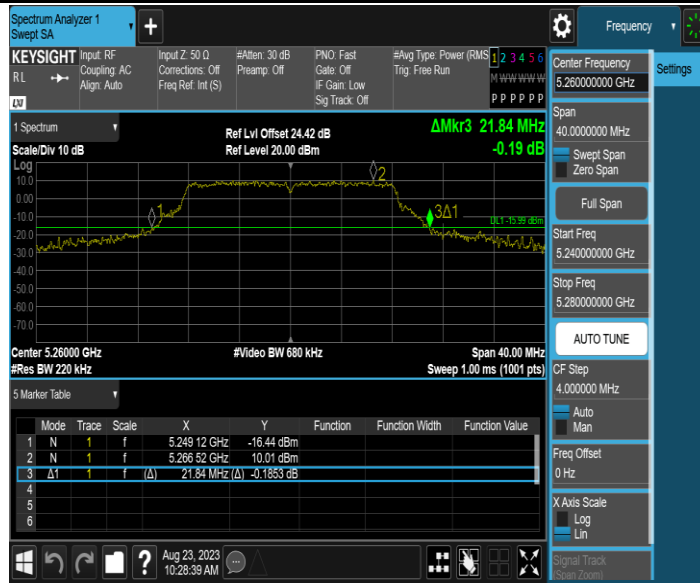 Spectrum Analyzer 1
Swept SA
+
Frequency
KEYSIGHT Input: RF Input Z: 50 Ω #Atten: 30 dB PNO: Fast #Avg Type: Power (RMS 1 2 3 4 5 6
RL Coupling: AC Corrections: Off Preamp: Off Gate: Off Trig: Free Run M W W W W W
Align: Auto Freq Ref: Int (S) IF Gain: Low
LXI Sig Track: Off P P P P P P
1 Spectrum Ref Lvl Offset 24.42 dB ΔMkr3 21.84 MHz
Scale/Div 10 dB Ref Level 20.00 dBm -0.19 dB
Log
10.0
0.00
-10.0
-20.0
-30.0
-40.0
-50.0
-60.0
-70.0
1
2
3Δ1
DL1 -15.99 dBm
Center 5.26000 GHz #Video BW 680 kHz Span 40.00 MHz
#Res BW 220 kHz Sweep 1.00 ms (1001 pts)
5 Marker Table
Mode Trace Scale X Y Function Function Width Function Value
1 N 1 f 5.249 12 GHz -16.44 dBm
2 N 1 f 5.266 52 GHz 10.01 dBm
3 Δ1 1 f (Δ) 21.84 MHz (Δ) -0.1853 dB
4
5
6
Aug 23, 2023
10:28:39 AM
?
Settings
Center Frequency
5.260000000 GHz
Span
40.0000000 MHz
Swept Span
Zero Span
Full Span
Start Freq
5.240000000 GHz
Stop Freq
5.280000000 GHz
AUTO TUNE
CF Step
4.000000 MHz
Auto
Man
Freq Offset
0 Hz
X Axis Scale
Log
Lin
Signal Track
(Span Zoom)